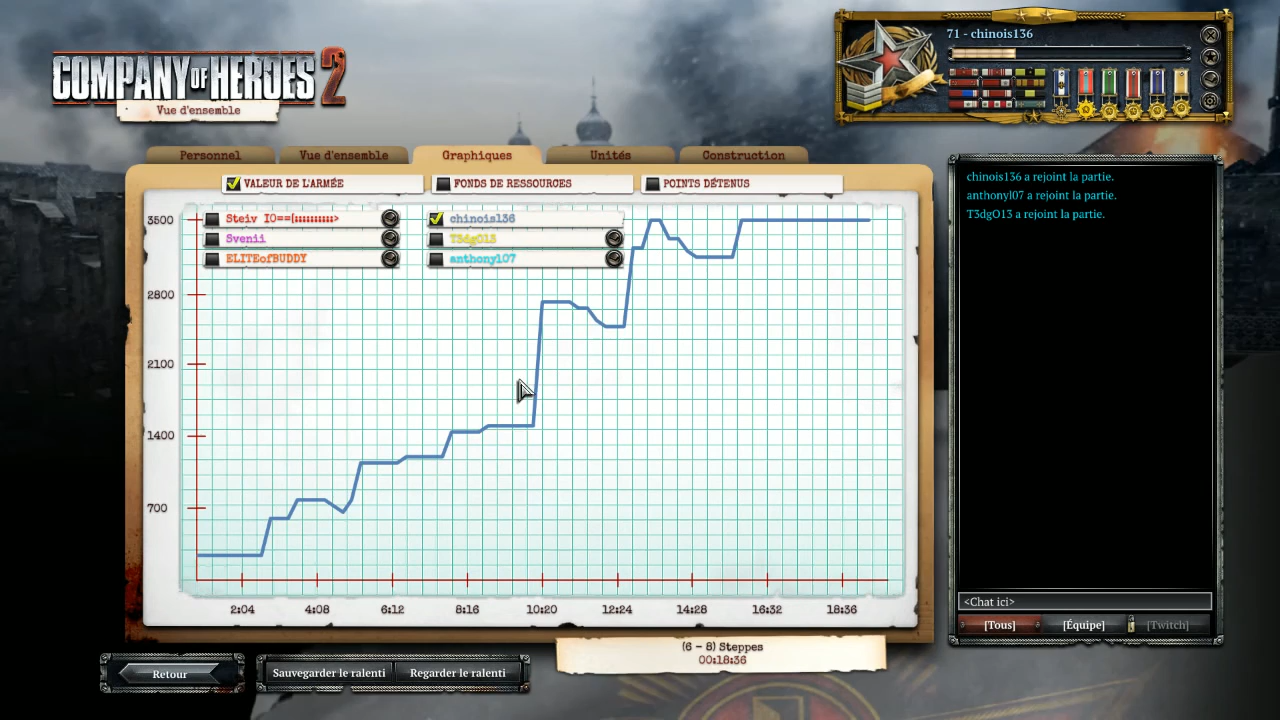 COMPANY OF HEROES 2
Vue d'ensemble
71 - chinois136
Personnel
Vue d'ensemble
Graphiques
Unités
Construction
VALEUR DE L'ARMÉE
FONDS DE RESSOURCES
POINTS DÉTENUS
Steiv IO==[::::::::::>
chinois136
Svenii
T3dgO13
ELITEofBUDDY
anthonyl07
3500
2800
2100
1400
700
2:04
4:08
6:12
8:16
10:20
12:24
14:28
16:32
18:36
chinois136 a rejoint la partie.
anthonyl07 a rejoint la partie.
T3dgO13 a rejoint la partie.
<Chat ici>
[Tous]
[Équipe]
[Twitch]
(6 - 8) Steppes
00:18:36
Retour
Sauvegarder le ralenti
Regarder le ralenti